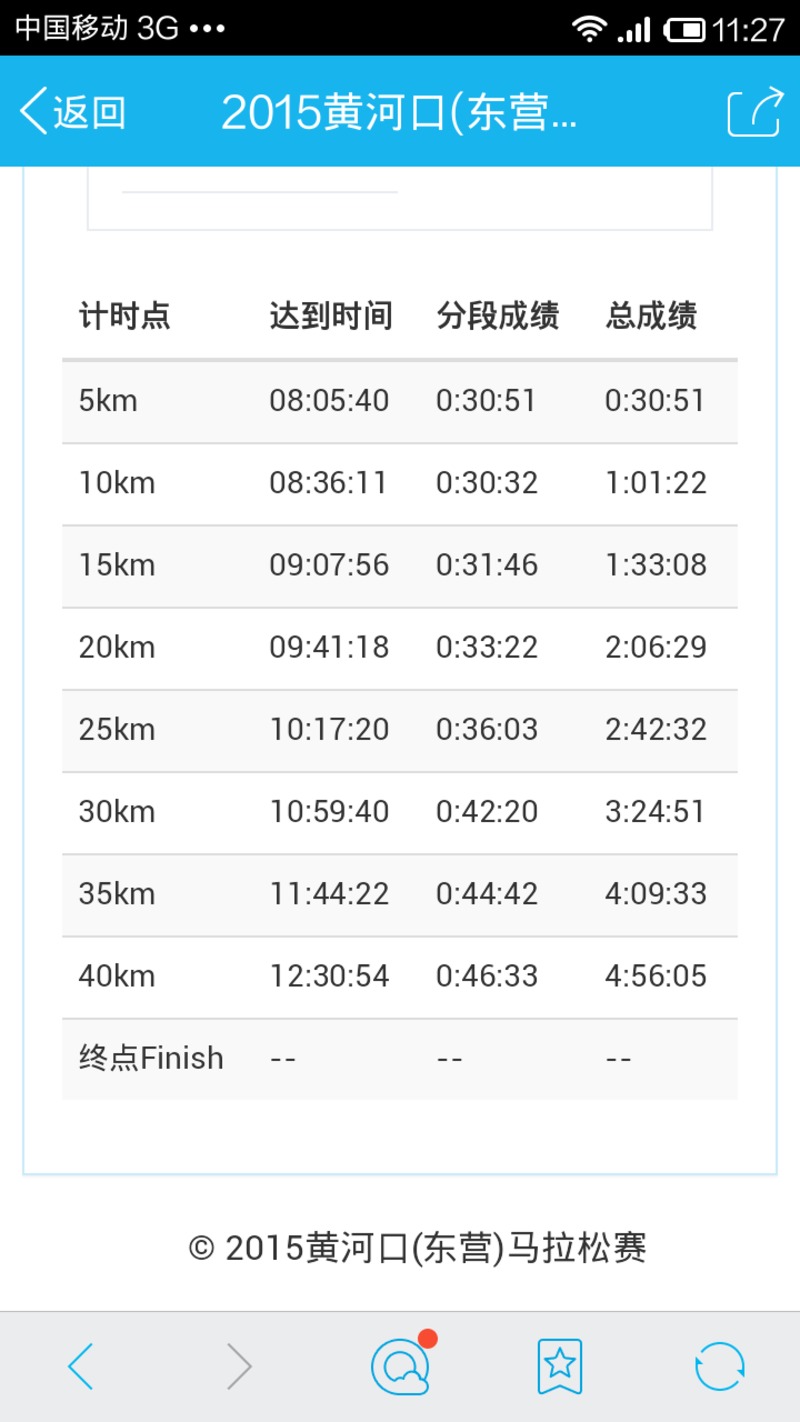 中国移动 3G ••• 11:27
返回 2015黄河口(东营...
计时点 达到时间 分段成绩 总成绩
5km 08:05:40 0:30:51 0:30:51
10km 08:36:11 0:30:32 1:01:22
15km 09:07:56 0:31:46 1:33:08
20km 09:41:18 0:33:22 2:06:29
25km 10:17:20 0:36:03 2:42:32
30km 10:59:40 0:42:20 3:24:51
35km 11:44:22 0:44:42 4:09:33
40km 12:30:54 0:46:33 4:56:05
终点Finish -- -- --
© 2015黄河口(东营)马拉松赛